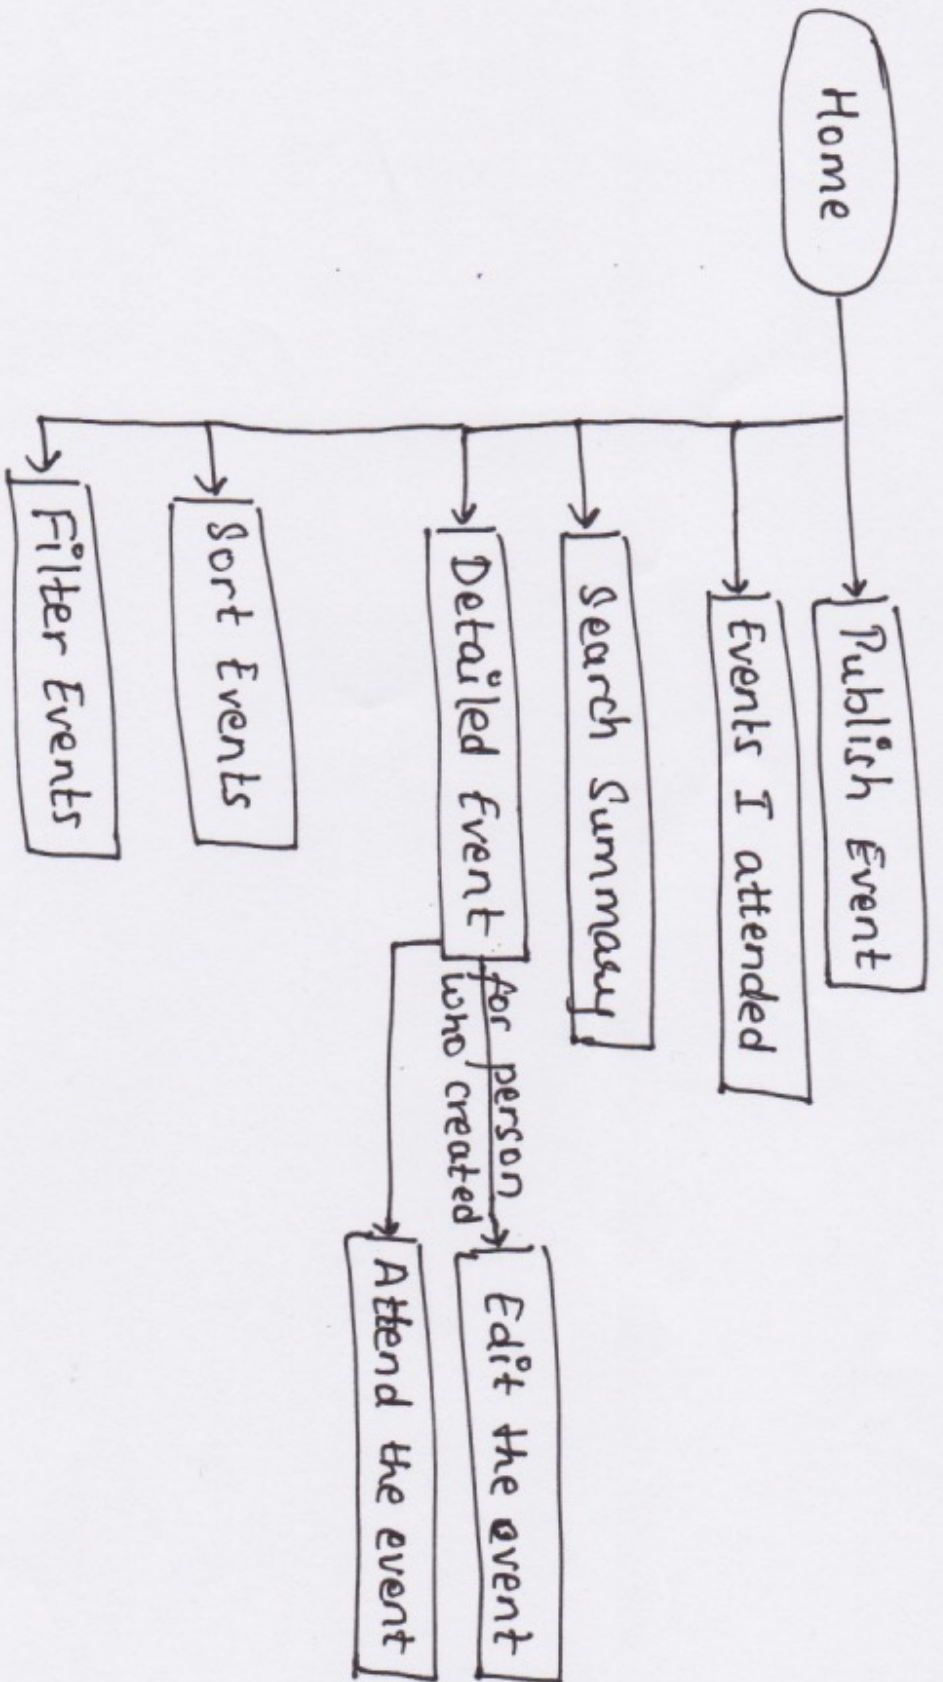 Home
Publish Event
Events I attended
Search Summary
Detailed Event
for person
who created
Edit the event
Attend the event
Sort Events
Filter Events